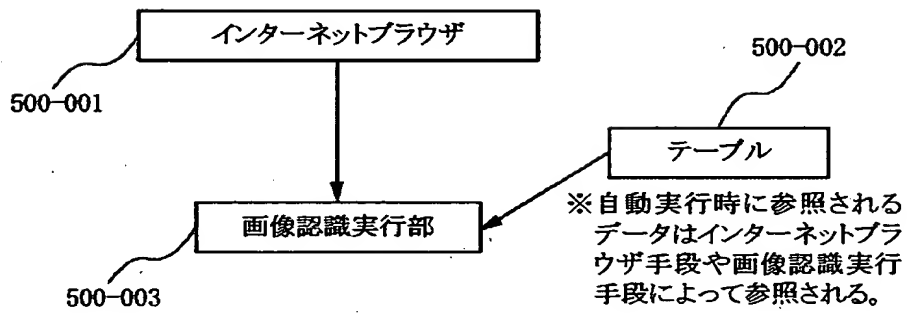 インターネットブラウザ
500-002
500-001
テーブル
※自動実行時に参照される
データはインターネットブラ
ウザ手段や画像認識実行
手段によって参照される。
画像認識実行部
500-003